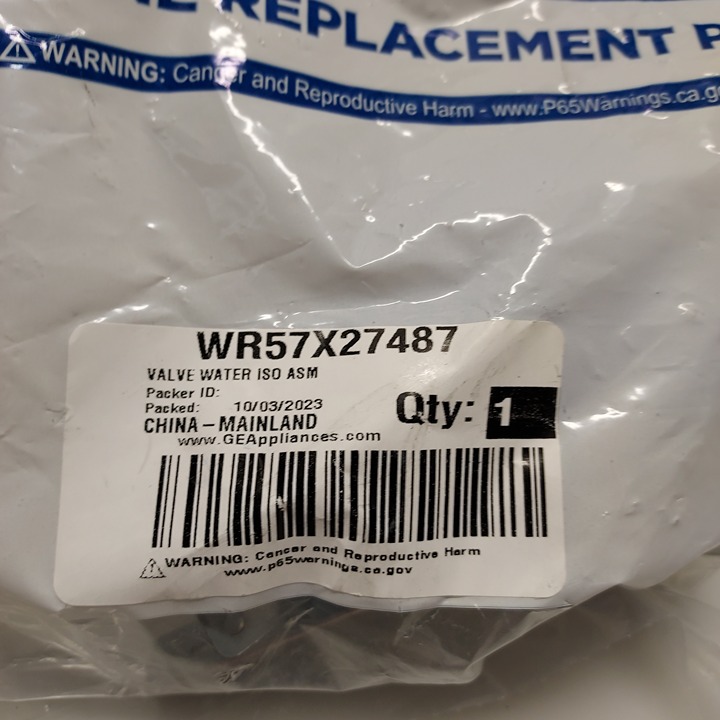 REPLACEMENT
WARNING: Cancer and Reproductive Harm - www.P65Warnings.ca.go
WR57X27487
VALVE WATER ISO ASM
Packer ID:
Packed: 10/03/2023
Qty: 1
CHINA - MAINLAND
www.GEAppliances.com
WARNING: Cancer and Reproductive Harm
www.p65warnings.ca.gov